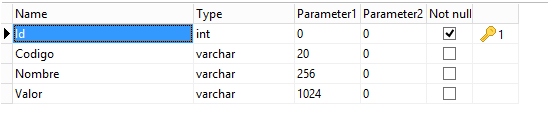 Name Type Parameter1 Parameter2 Not null
Id int 0 0 1
Codigo varchar 20 0
Nombre varchar 256 0
Valor varchar 1024 0